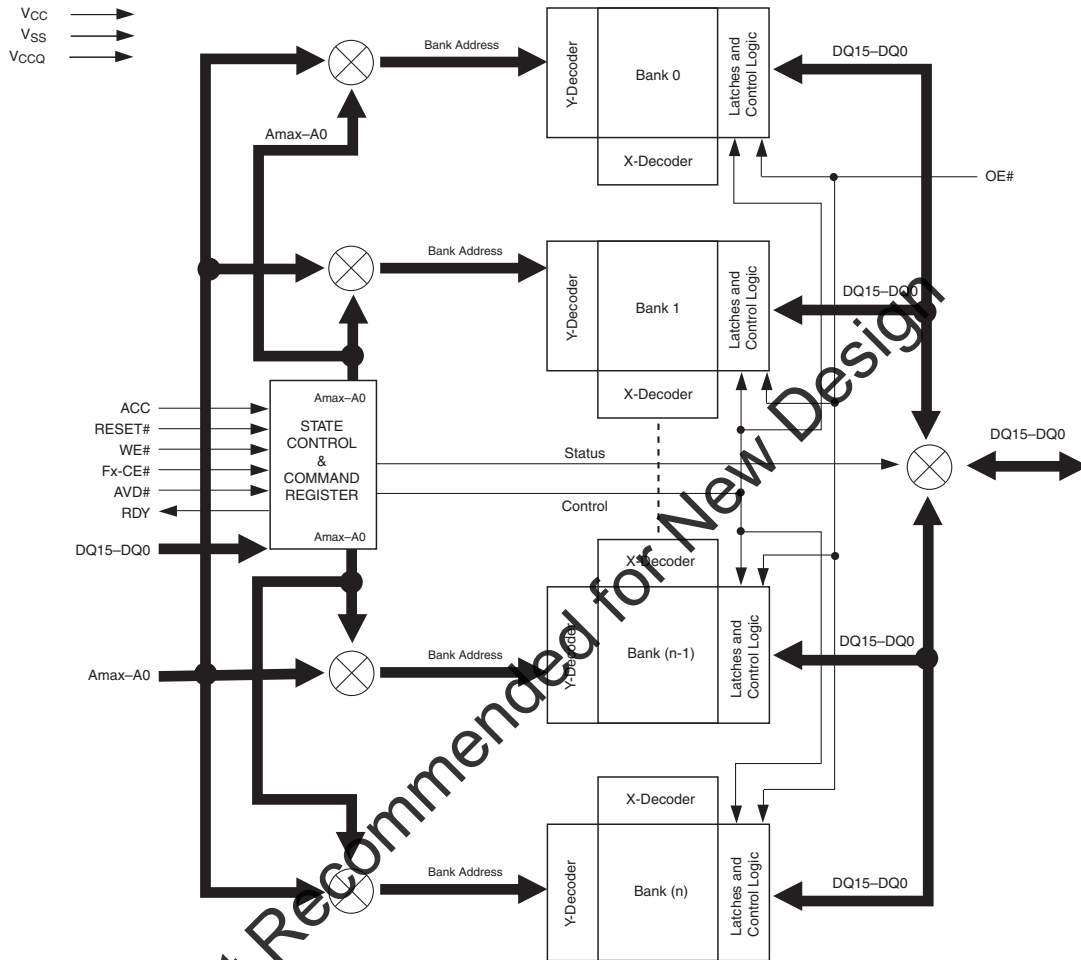 VCC
VSS
VCCQ
Bank Address
Y-Decoder
Bank 0
Latches and
Control Logic
DQ15–DQ0
X-Decoder
Amax–A0
OE#
Bank Address
Y-Decoder
Bank 1
Latches and
Control Logic
DQ15–DQ0
X-Decoder
Amax–A0
STATE
CONTROL
&
COMMAND
REGISTER
Amax–A0
ACC
RESET#
WE#
Fx-CE#
AVD#
RDY
DQ15–DQ0
Status
Control
DQ15–DQ0
X-Decoder
Amax–A0
Bank Address
Y-Decoder
Bank (n-1)
Latches and
Control Logic
DQ15–DQ0
X-Decoder
Bank Address
Y-Decoder
Bank (n)
Latches and
Control Logic
DQ15–DQ0
Recommended for New Design